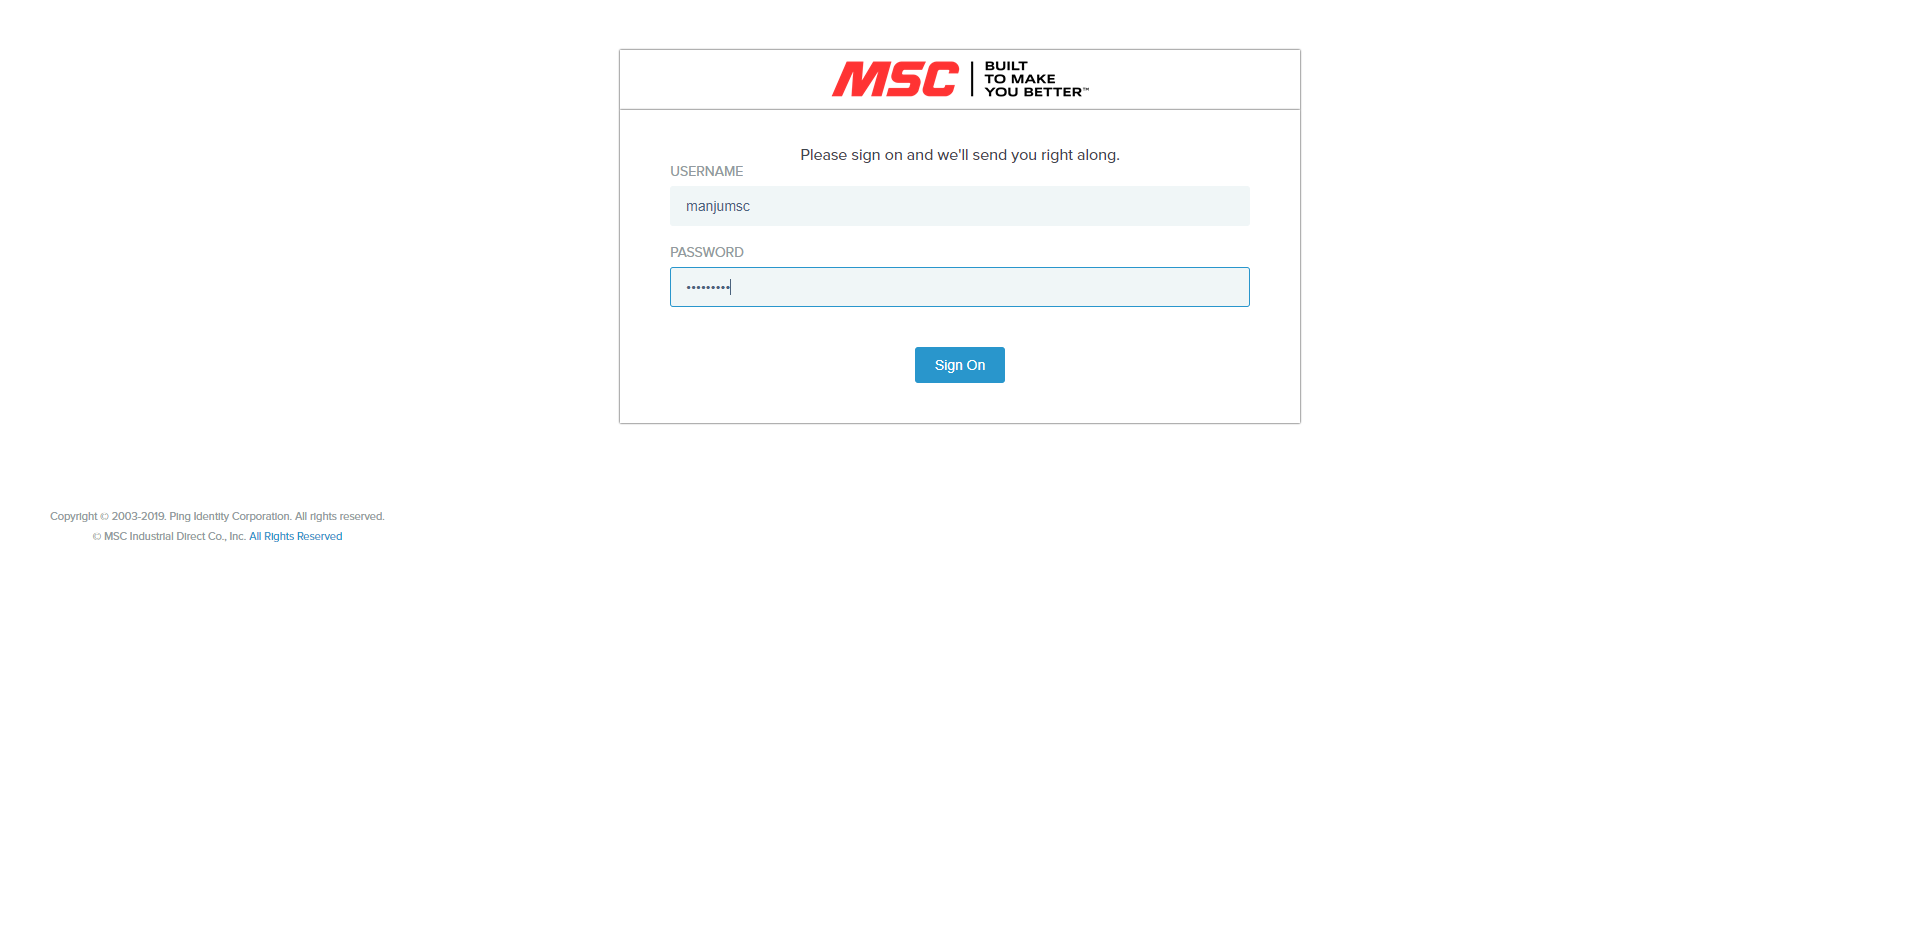 MSC
BUILT
TO MAKE
YOU BETTER™
Please sign on and we'll send you right along.
USERNAME
manjumsc
PASSWORD
•••••••••
Sign On
Copyright © 2003-2019. Ping Identity Corporation. All rights reserved.
© MSC Industrial Direct Co., Inc. All Rights Reserved